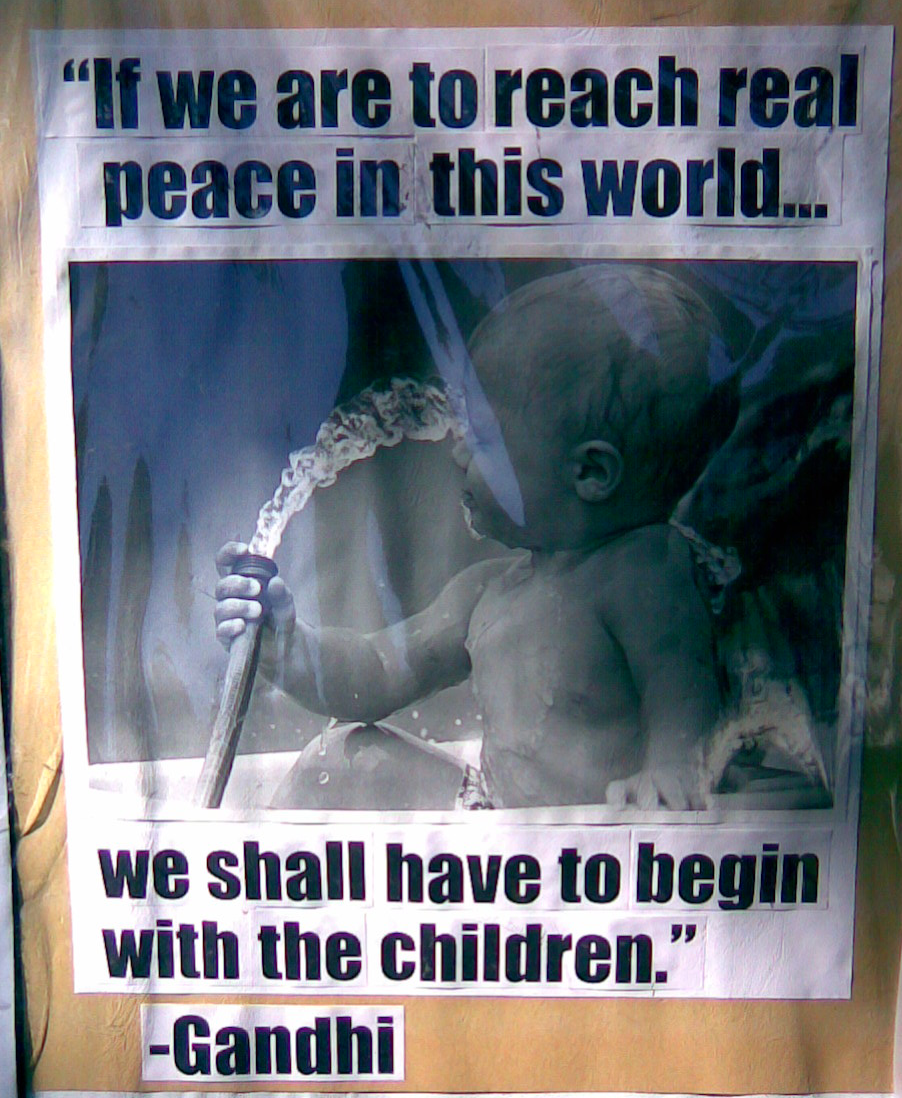 “If we are to reach real
peace in this world...
we shall have to begin
with the children.”
-Gandhi